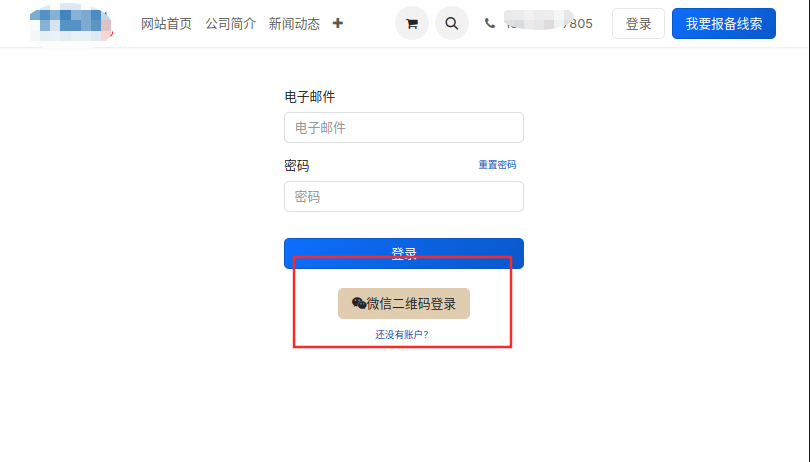 网站首页 公司简介 新闻动态 7805 登录 我要报备线索
电子邮件
电子邮件
密码 重置密码
密码
登录
微信二维码登录
还没有账户？